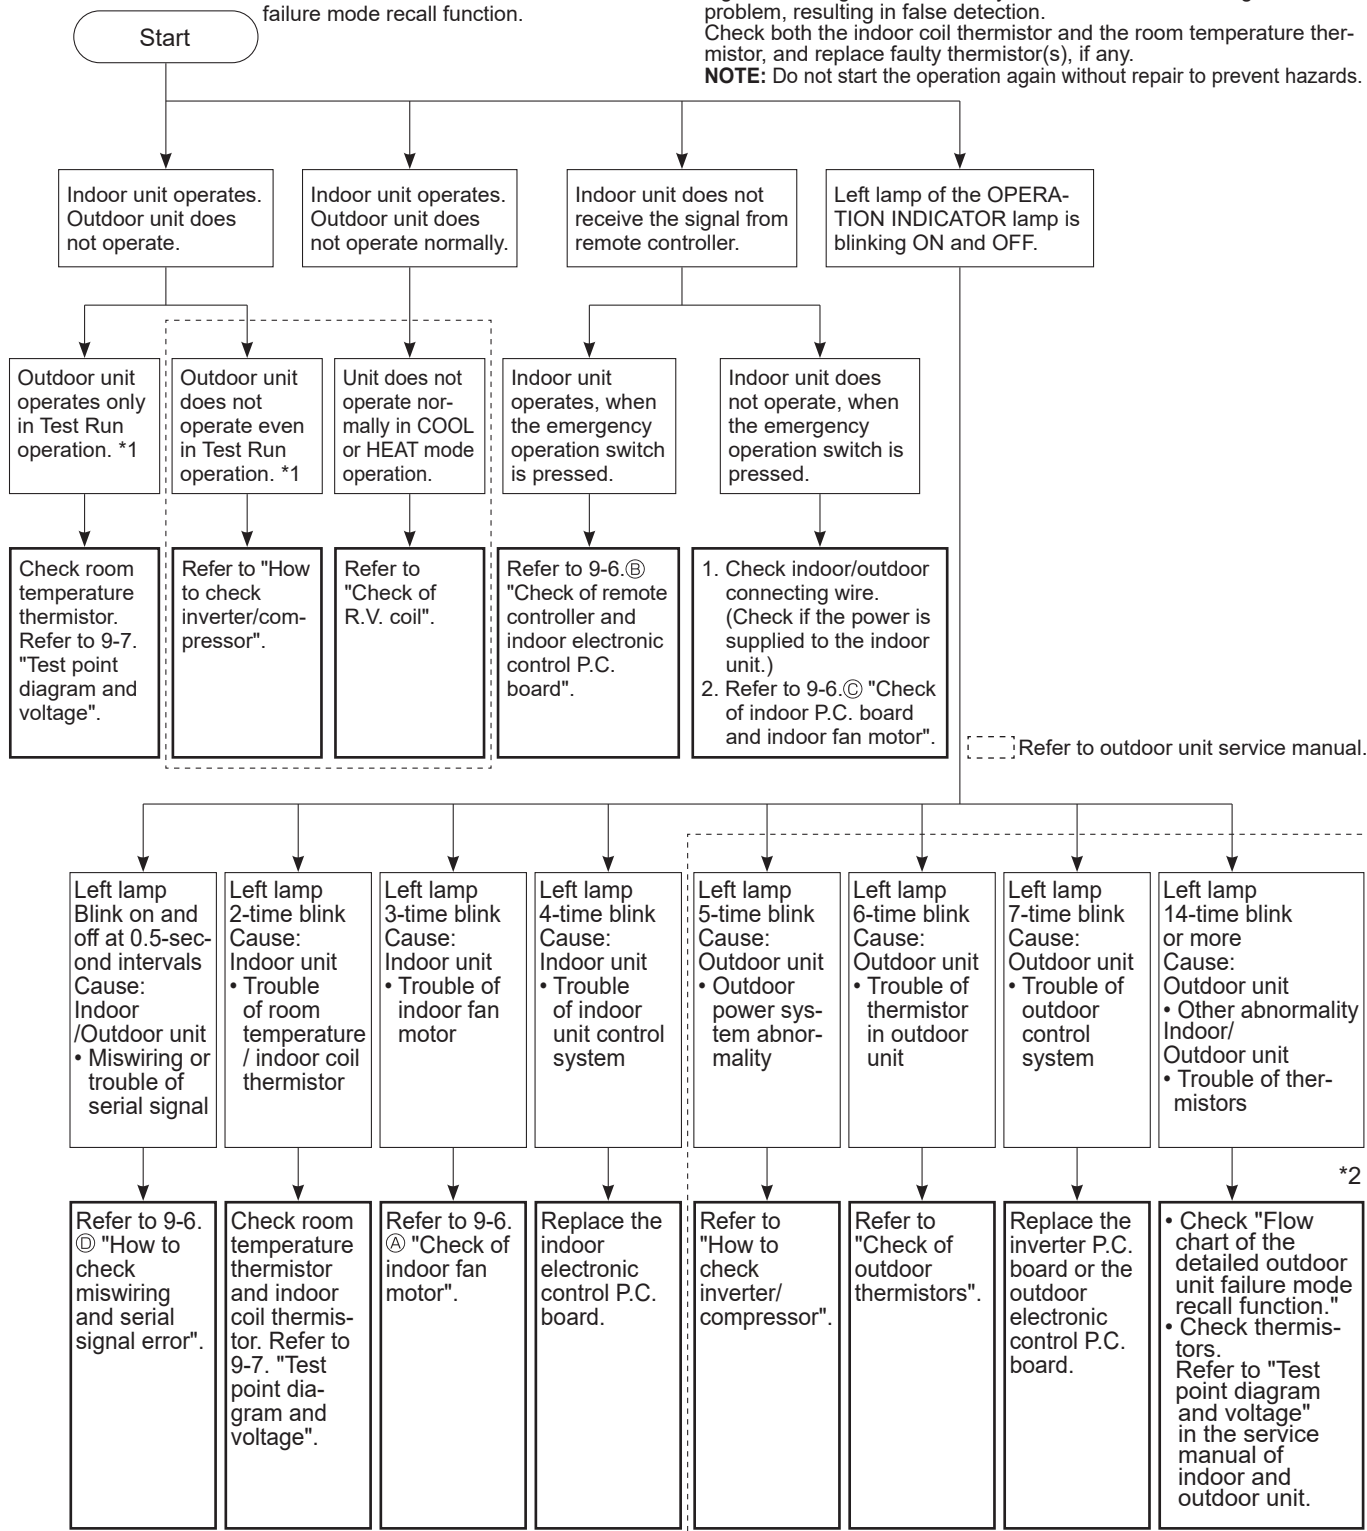 failure mode recall function.
problem, resulting in false detection.
Check both the indoor coil thermistor and the room temperature ther-
mistor, and replace faulty thermistor(s), if any.
NOTE: Do not start the operation again without repair to prevent hazards.
Start
Indoor unit operates.
Outdoor unit does
not operate.
Indoor unit operates.
Outdoor unit does
not operate normally.
Indoor unit does not
receive the signal from
remote controller.
Left lamp of the OPERA-
TION INDICATOR lamp is
blinking ON and OFF.
Outdoor unit
operates only
in Test Run
operation. *1
Outdoor unit
does not
operate even
in Test Run
operation. *1
Unit does not
operate nor-
mally in COOL
or HEAT mode
operation.
Indoor unit
operates, when
the emergency
operation switch
is pressed.
Indoor unit does
not operate, when
the emergency
operation switch is
pressed.
Check room
temperature
thermistor.
Refer to 9-7.
"Test point
diagram and
voltage".
Refer to "How
to check
inverter/com-
pressor".
Refer to
"Check of
R.V. coil".
Refer to 9-6.Ⓑ
"Check of remote
controller and
indoor electronic
control P.C.
board".
1. Check indoor/outdoor
connecting wire.
(Check if the power is
supplied to the indoor
unit.)
2. Refer to 9-6.Ⓒ "Check
of indoor P.C. board
and indoor fan motor".
Refer to outdoor unit service manual.
Left lamp
Blink on and
off at 0.5-sec-
ond intervals
Cause:
Indoor
/Outdoor unit
• Miswiring or
trouble of
serial signal
Left lamp
2-time blink
Cause:
Indoor unit
• Trouble
of room
temperature
/ indoor coil
thermistor
Left lamp
3-time blink
Cause:
Indoor unit
• Trouble of
indoor fan
motor
Left lamp
4-time blink
Cause:
Indoor unit
• Trouble
of indoor
unit control
system
Left lamp
5-time blink
Cause:
Outdoor unit
• Outdoor
power sys-
tem abnor-
mality
Left lamp
6-time blink
Cause:
Outdoor unit
• Trouble of
thermistor
in outdoor
unit
Left lamp
7-time blink
Cause:
Outdoor unit
• Trouble of
outdoor
control
system
Left lamp
14-time blink
or more
Cause:
Outdoor unit
• Other abnormality
Indoor/
Outdoor unit
• Trouble of ther-
mistors
*2
Refer to 9-6.
Ⓓ "How to
check
miswiring
and serial
signal error".
Check room
temperature
thermistor
and indoor
coil thermis-
tor. Refer to
9-7. "Test
point dia-
gram and
voltage".
Refer to 9-6.
Ⓐ "Check of
indoor fan
motor".
Replace the
indoor
electronic
control P.C.
board.
Refer to
"How to
check
inverter/
compressor".
Refer to
"Check of
outdoor
thermistors".
Replace the
inverter P.C.
board or the
outdoor
electronic
control P.C.
board.
• Check "Flow
chart of the
detailed outdoor
unit failure mode
recall function."
• Check thermis-
tors.
Refer to "Test
point diagram
and voltage"
in the service
manual of
indoor and
outdoor unit.